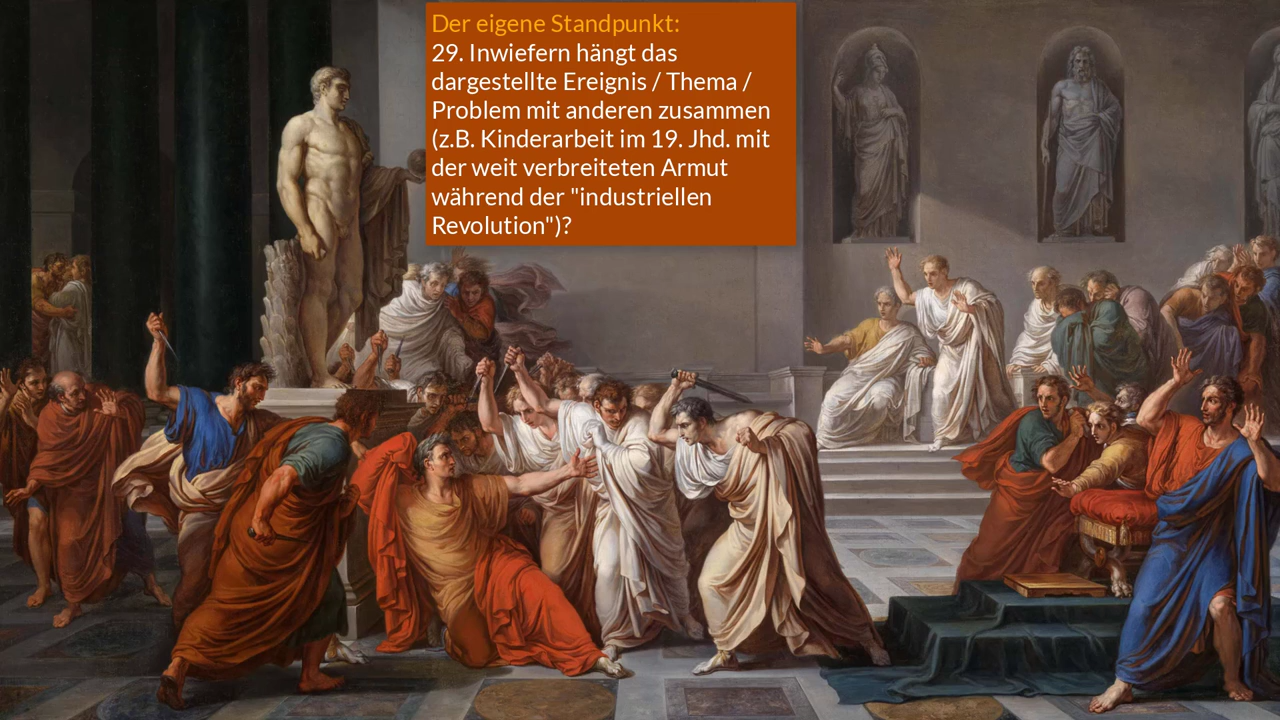 Der eigene Standpunkt:
29. Inwiefern hängt das
dargestellte Ereignis / Thema /
Problem mit anderen zusammen
(z.B. Kinderarbeit im 19. Jhd. mit
der weit verbreiteten Armut
während der "industriellen
Revolution")?